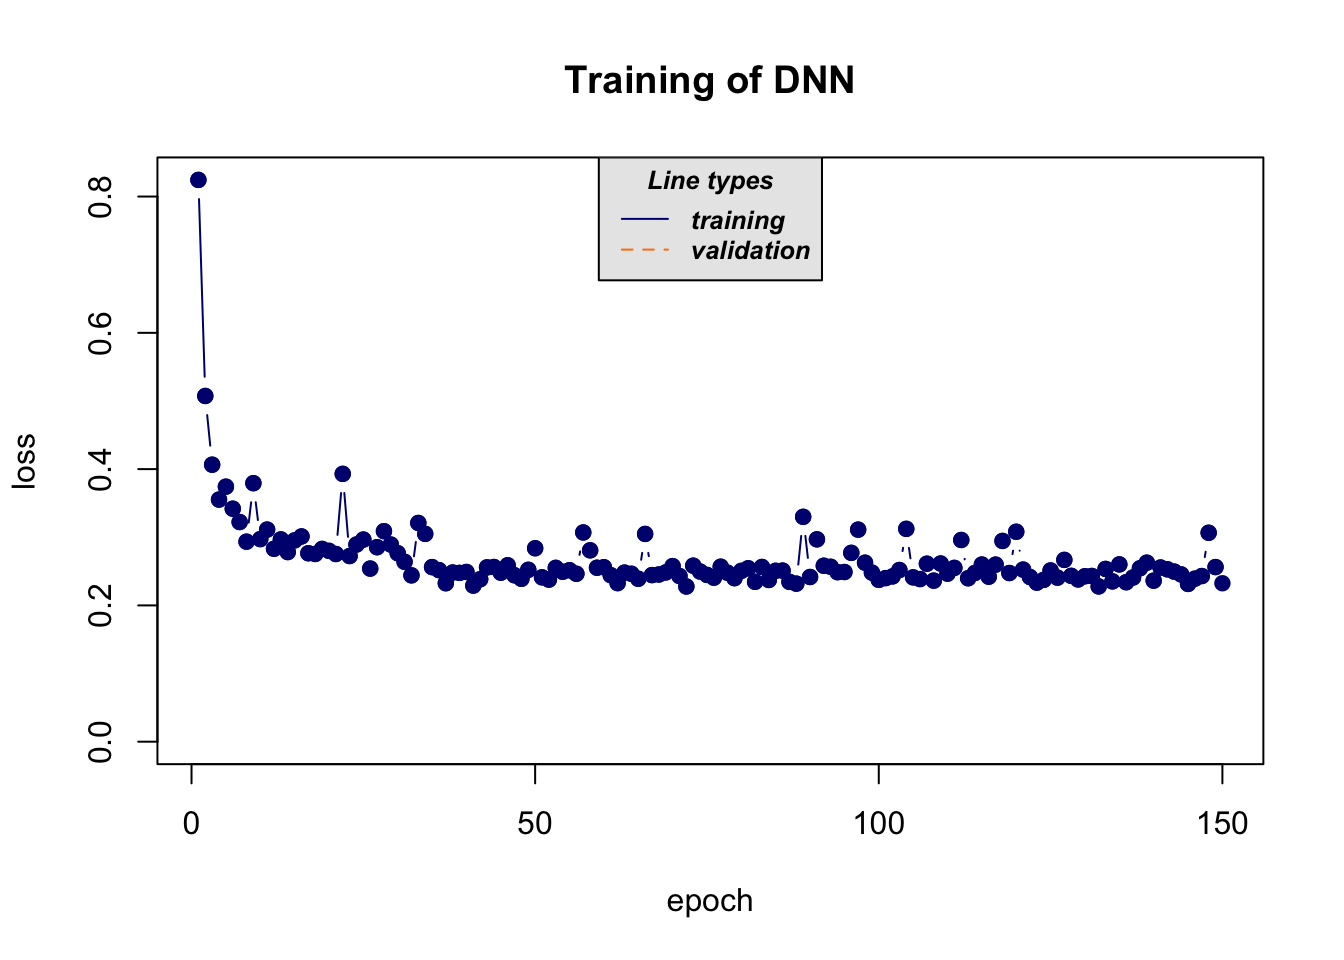 Training of DNN
Line types
training
validation
loss
0.8
0.6
0.4
0.2
0.0
0 50 100 150
epoch